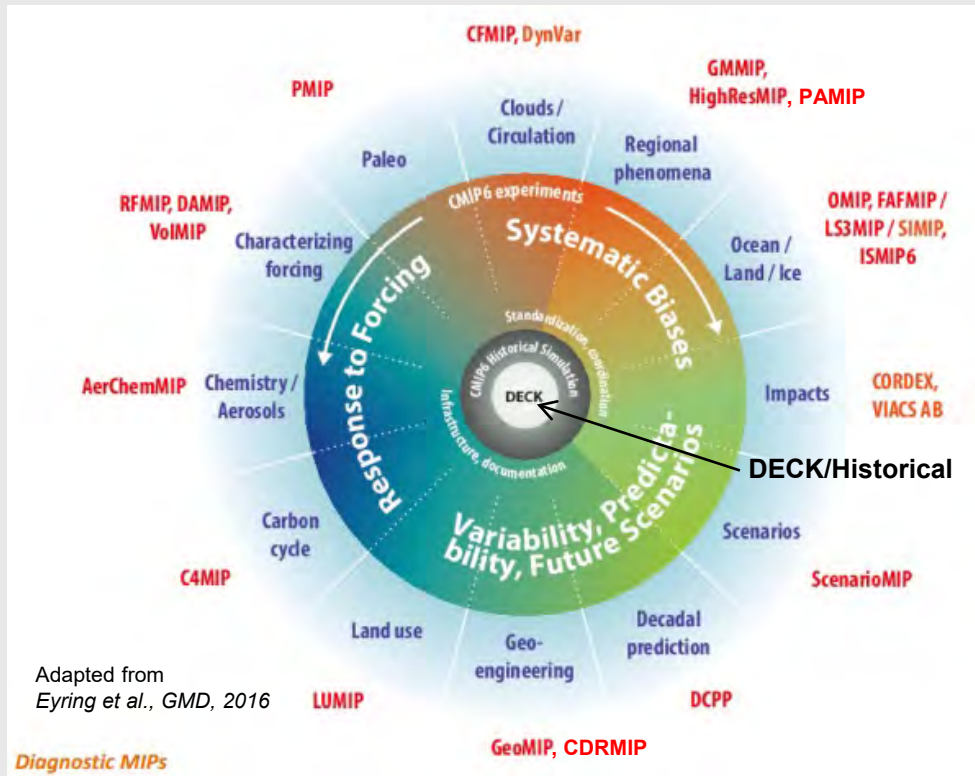 CFMIP, DynVar
GMMIP,
HighResMIP, PAMIP
PMIP
Clouds /
Circulation
Regional
phenomena
Paleo
RFMIP, DAMIP,
VolMIP
OMIP, FAFMIP /
LS3MIP / SIMIP,
ISMIP6
Characterizing
forcing
Ocean /
Land / Ice
CMIP6 experiments
Systematic Biases
Response to Forcing
Standardization, coordination
CMIP6 Historical Simulation
DECK
Infrastructure, documentation
AerChemMIP
Chemistry /
Aerosols
Impacts
CORDEX,
VIACS AB
DECK/Historical
Variability, Predicta-
bility, Future Scenarios
Carbon
cycle
Scenarios
C4MIP
ScenarioMIP
Land use
Geo-
engineering
Decadal
prediction
Adapted from
Eyring et al., GMD, 2016
LUMIP
DCPP
GeoMIP, CDRMIP
Diagnostic MIPs